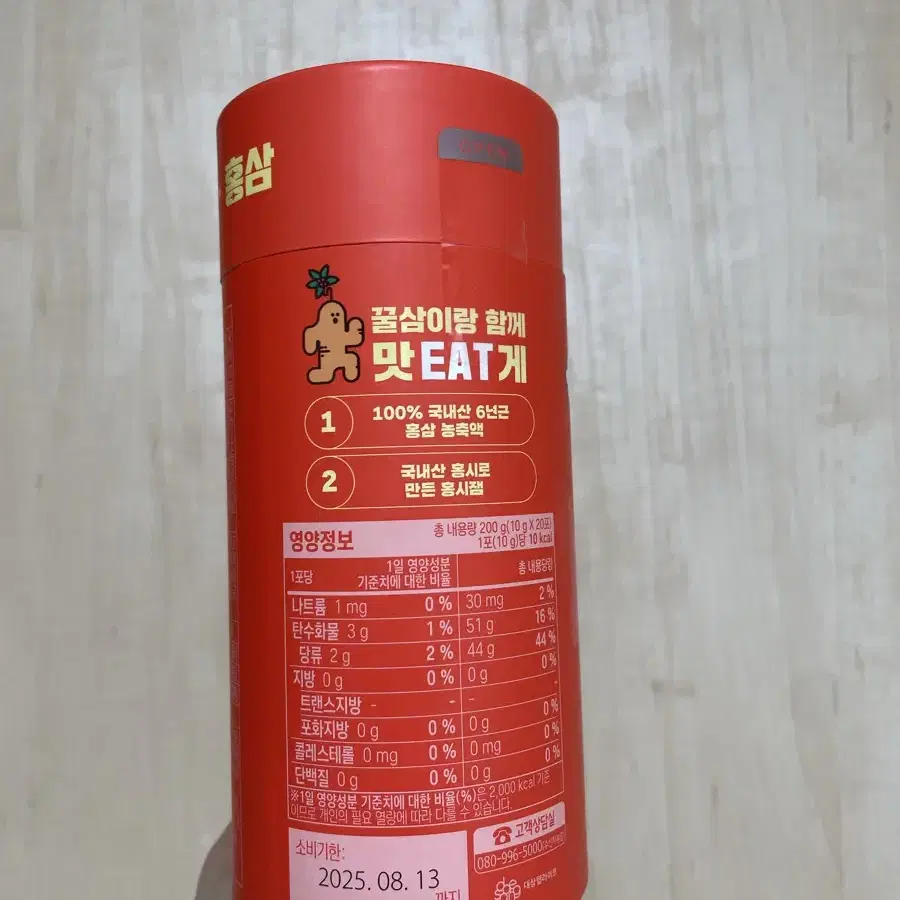 홍삼
꿀삼이랑 함께
맛EAT게
1
100% 국내산 6년근
홍삼 농축액
2
국내산 홍시로
만든 홍시잼
영양정보
총 내용량 200 g(10 g X 20포)
1포(10 g)당 10 kcal
1포당 1일 영양성분 기준치에 대한 비율 총 내용량당
나트륨 1 mg 0 % 30 mg 2 %
탄수화물 3 g 1 % 51 g 16 %
당류 2 g 2 % 44 g 44 %
지방 0 g 0 % 0 g 0 %
트랜스지방 - - - -
포화지방 0 g 0 % 0 g 0 %
콜레스테롤 0 mg 0 % 0 mg 0 %
단백질 0 g 0 % 0 g 0 %
※1일 영양성분 기준치에 대한 비율(%)은 2,000 kcal 기준
이므로 개인의 필요 열량에 따라 다를 수 있습니다.
소비기한:
2025. 08. 13
까지
고객상담실
080-996-5000
대상웰라이프